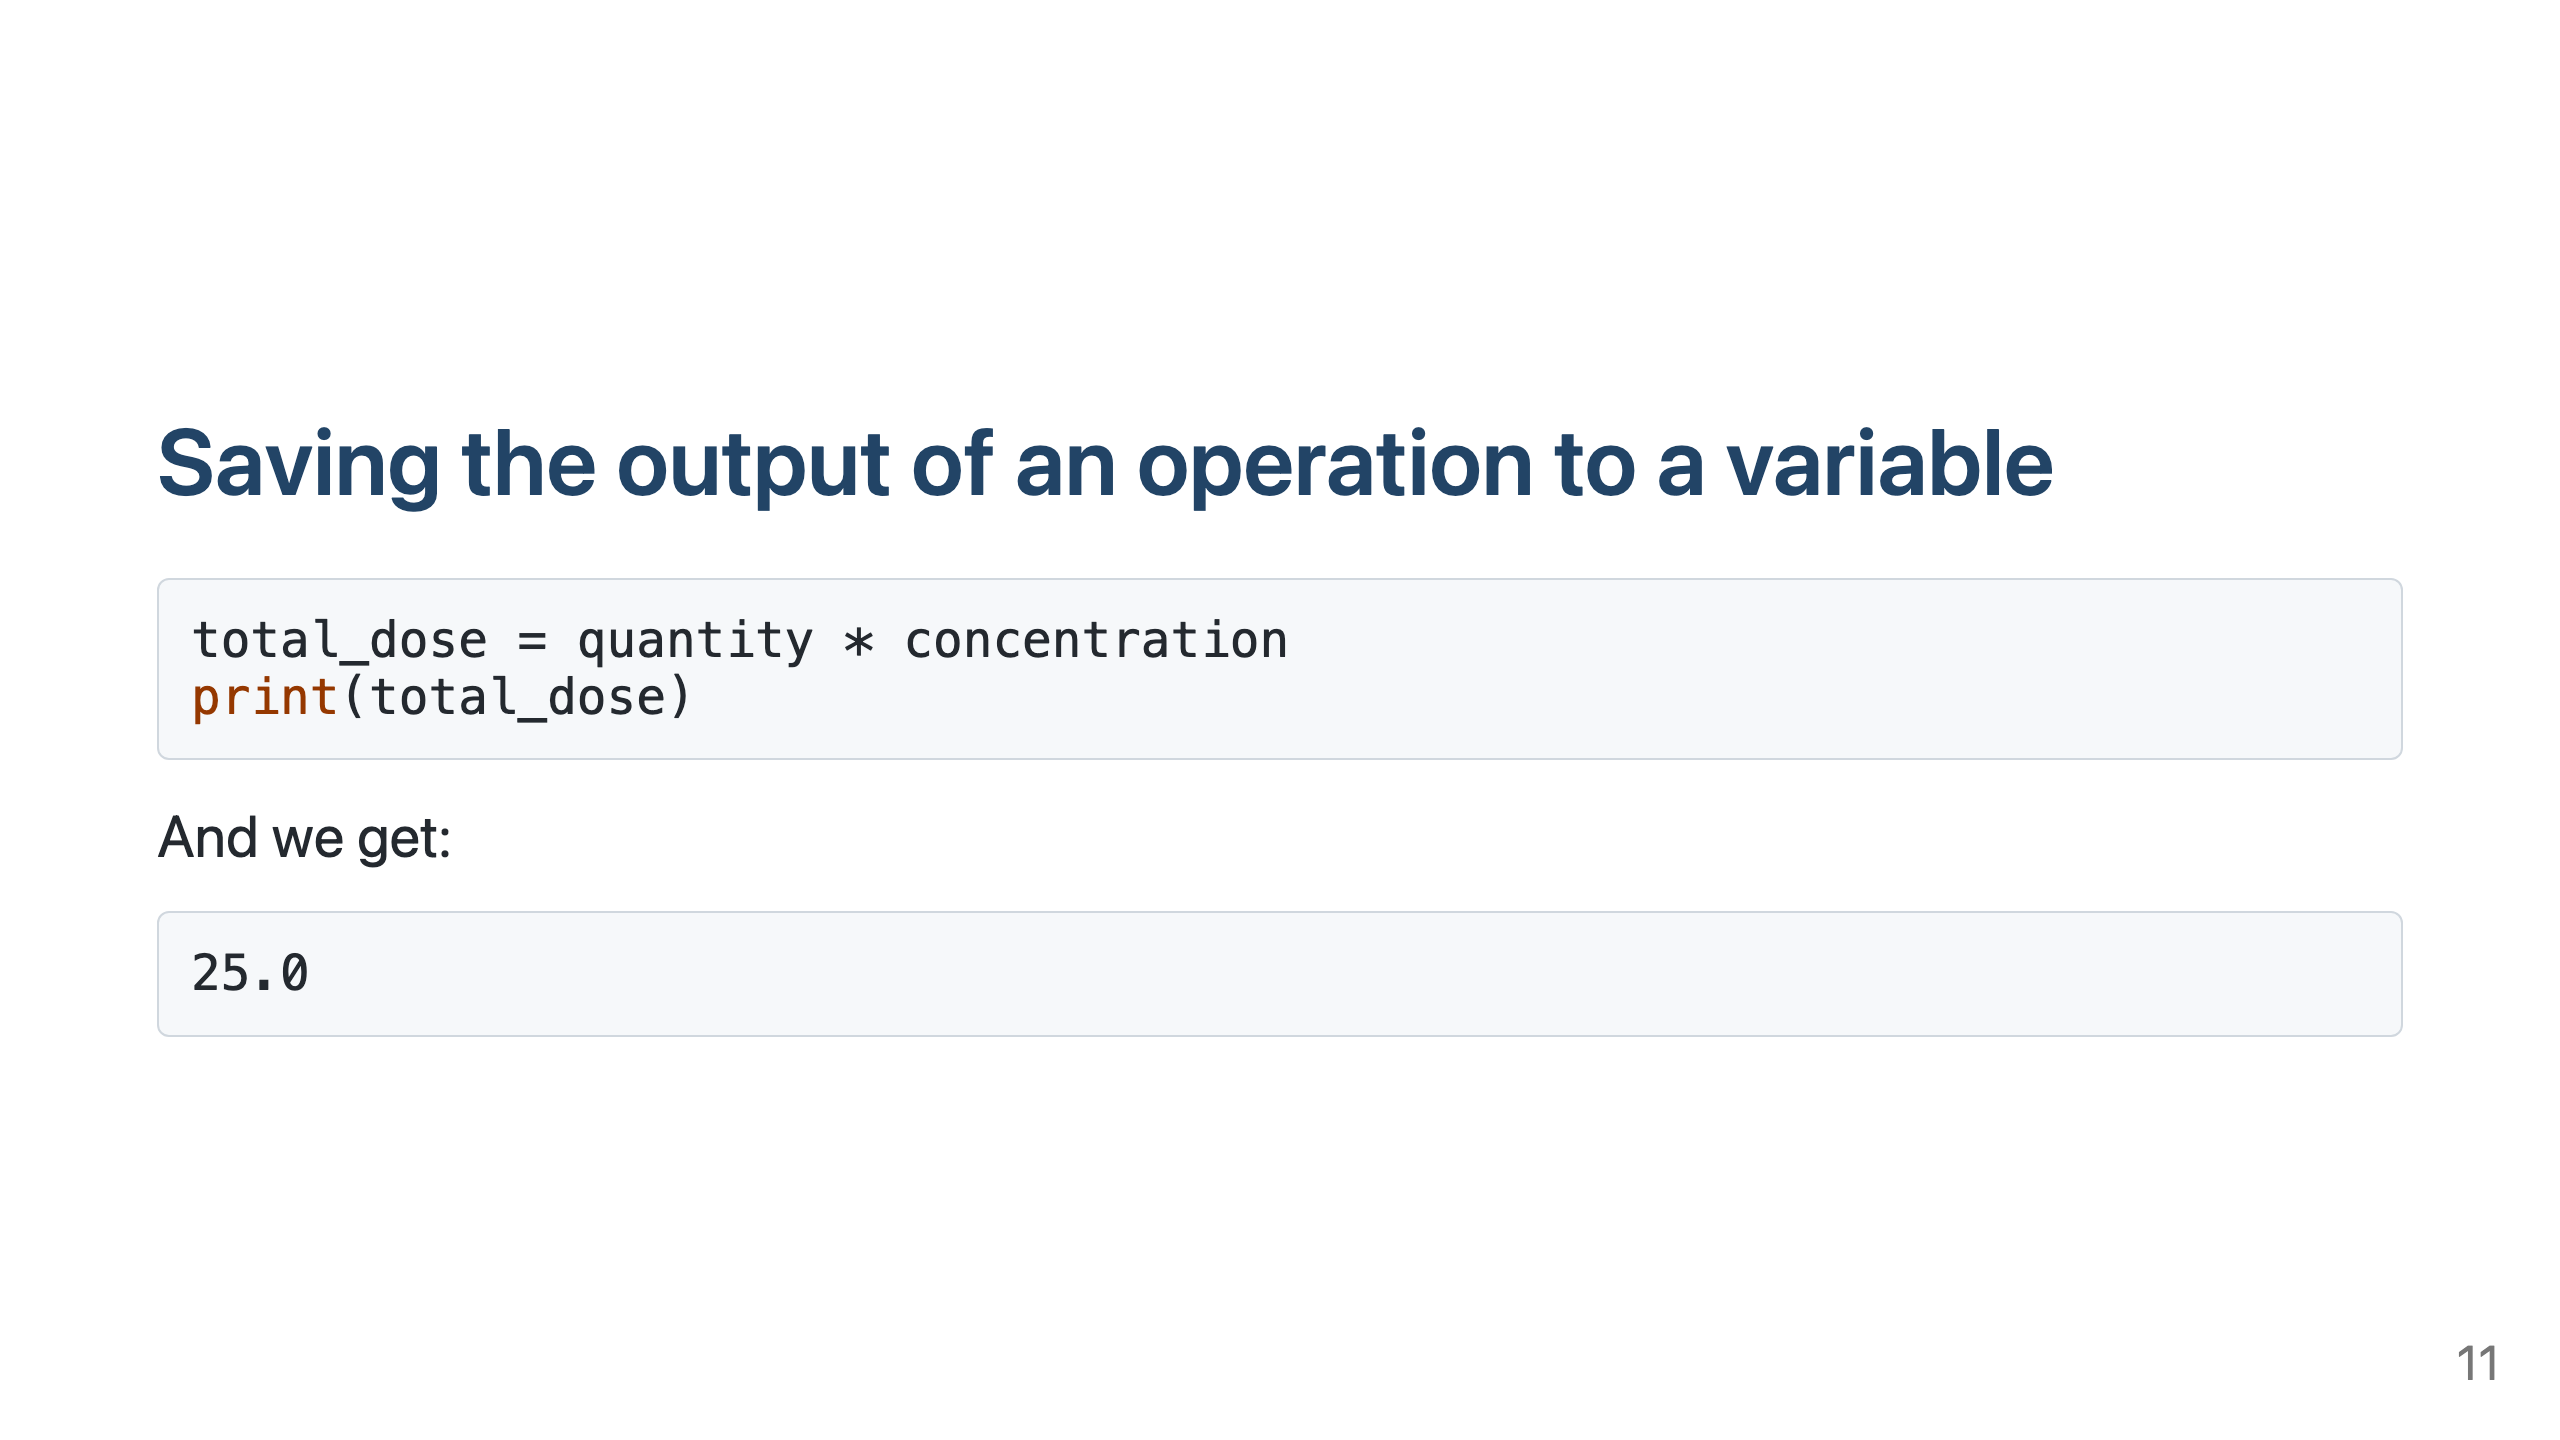 Saving the output of an operation to a variable
total_dose = quantity * concentration
print(total_dose)
And we get:
25.0
11